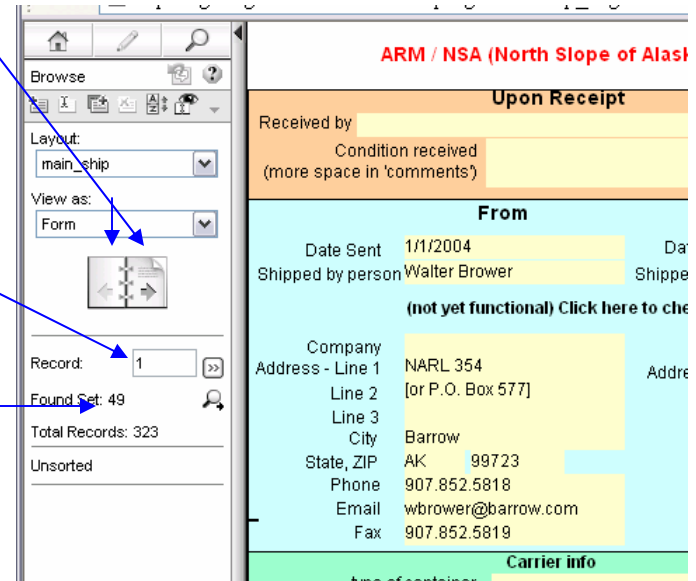 Browse
Layout:
main_ship
View as:
Form
Record: 1
Found Set: 49
Total Records: 323
Unsorted
ARM / NSA (North Slope of Alask
Upon Receipt
Received by
Condition received
(more space in 'comments')
From
Date Sent 1/1/2004 Da
Shipped by person Walter Brower Shippe
(not yet functional) Click here to che
Company
Address - Line 1 NARL 354 Addre
Line 2 [or P.O. Box 577]
Line 3
City Barrow
State, ZIP AK 99723
Phone 907.852.5818
Email wbrower@barrow.com
Fax 907.852.5819
Carrier info